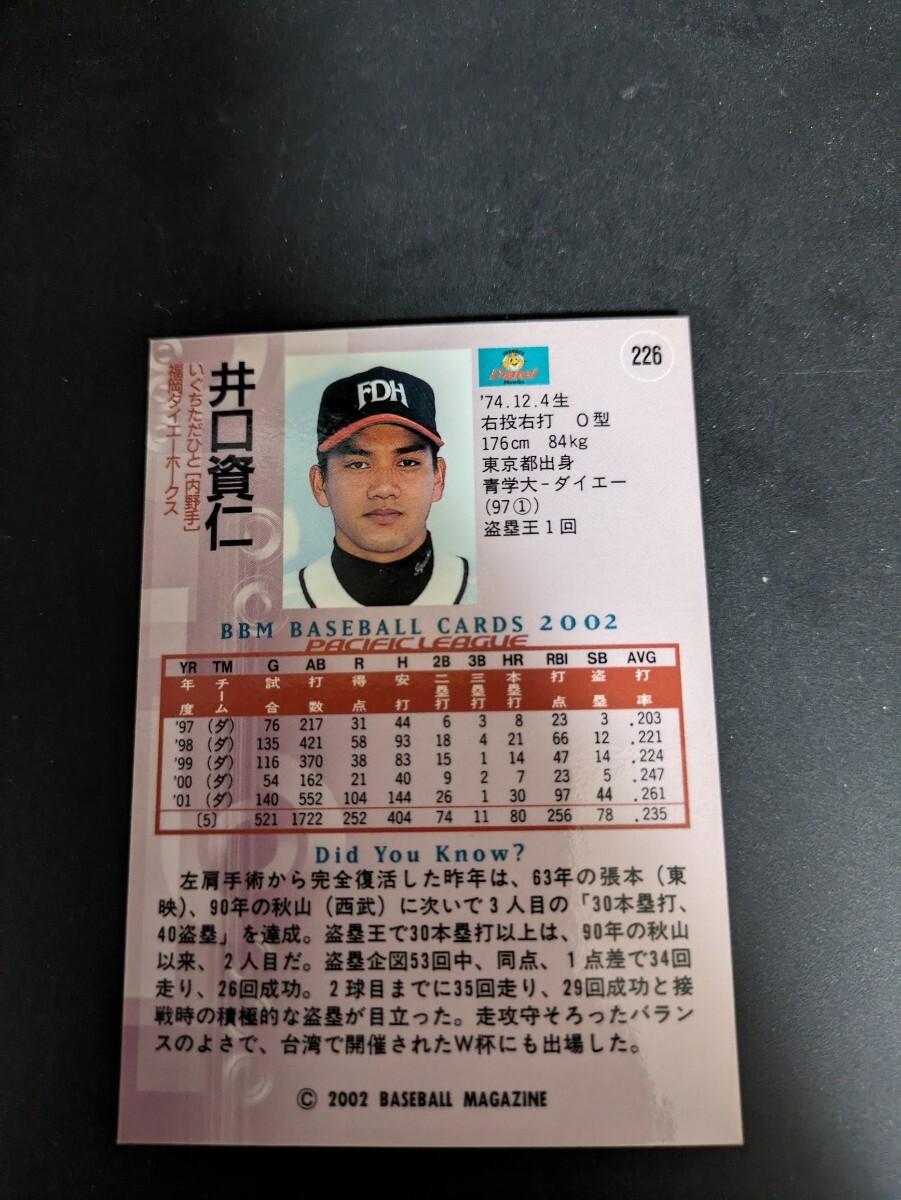 226
井口資仁
いぐちただひと［内野手］
福岡ダイエーホークス
FDH
'74.12.4生
右投右打 O型
176cm 84kg
東京都出身
青学大-ダイエー
(97①)
盗塁王1回
BBM BASEBALL CARDS 2002
PACIFIC LEAGUE
YR TM G AB R H 2B 3B HR RBI SB AVG
年度 チーム 試合 打数 得点 安打 二塁打 三塁打 本塁打 打点 盗塁 打率
'97 (ダ) 76 217 31 44 6 3 8 23 3 .203
'98 (ダ) 135 421 58 93 18 4 21 66 12 .221
'99 (ダ) 116 370 38 83 15 1 14 47 14 .224
'00 (ダ) 54 162 21 40 9 2 7 23 5 .247
'01 (ダ) 140 552 104 144 26 1 30 97 44 .261
〔5〕 521 1722 252 404 74 11 80 256 78 .235
Did You Know?
左肩手術から完全復活した昨年は、63年の張本（東
映）、90年の秋山（西武）に次いで3人目の「30本塁打、
40盗塁」を達成。盗塁王で30本塁打以上は、90年の秋山
以来、2人目だ。盗塁企図53回中、同点、1点差で34回
走り、26回成功。2球目までに35回走り、29回成功と接
戦時の積極的な盗塁が目立った。走攻守そろったバラン
スのよさで、台湾で開催されたW杯にも出場した。
© 2002 BASEBALL MAGAZINE